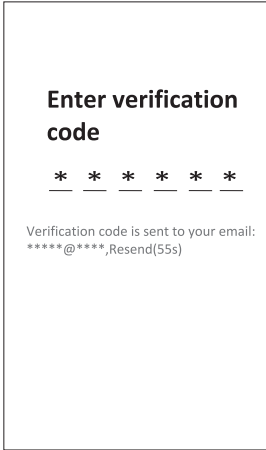 Enter verification
code
* * * * * *
Verification code is sent to your email:
*****@****,Resend(55s)